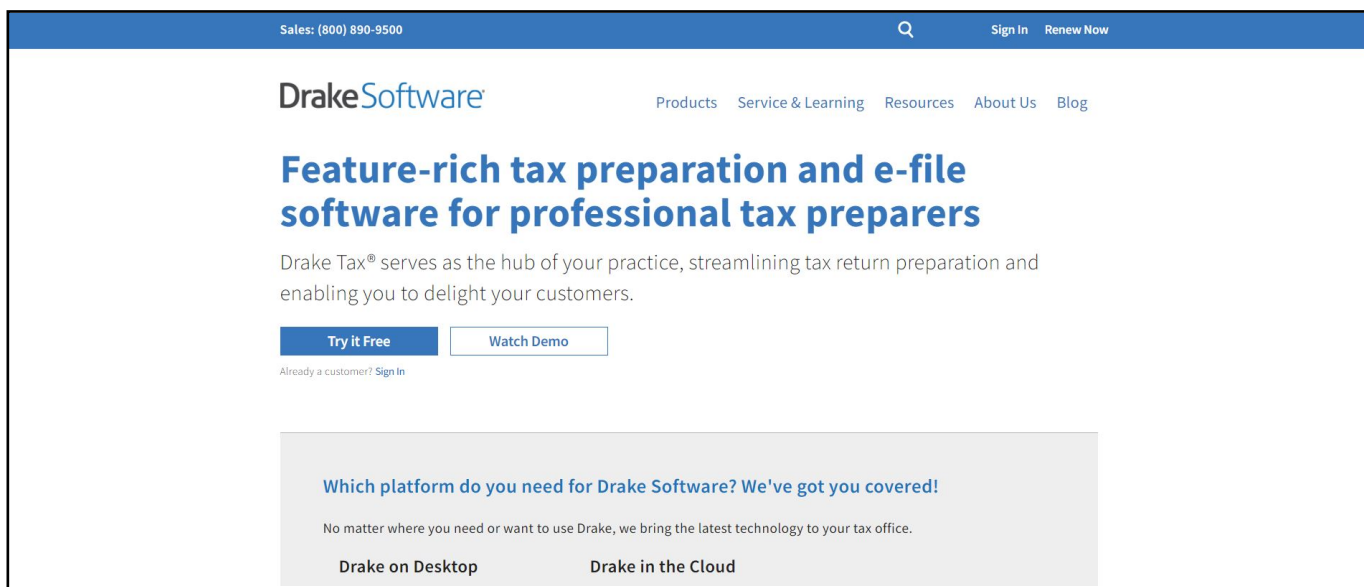 Sales: (800) 890-9500 Sign In Renew Now
DrakeSoftware
Products Service & Learning Resources About Us Blog
Feature-rich tax preparation and e-file
software for professional tax preparers
Drake Tax® serves as the hub of your practice, streamlining tax return preparation and
enabling you to delight your customers.
Try it Free Watch Demo
Already a customer? Sign In
Which platform do you need for Drake Software? We've got you covered!
No matter where you need or want to use Drake, we bring the latest technology to your tax office.
Drake on Desktop Drake in the Cloud